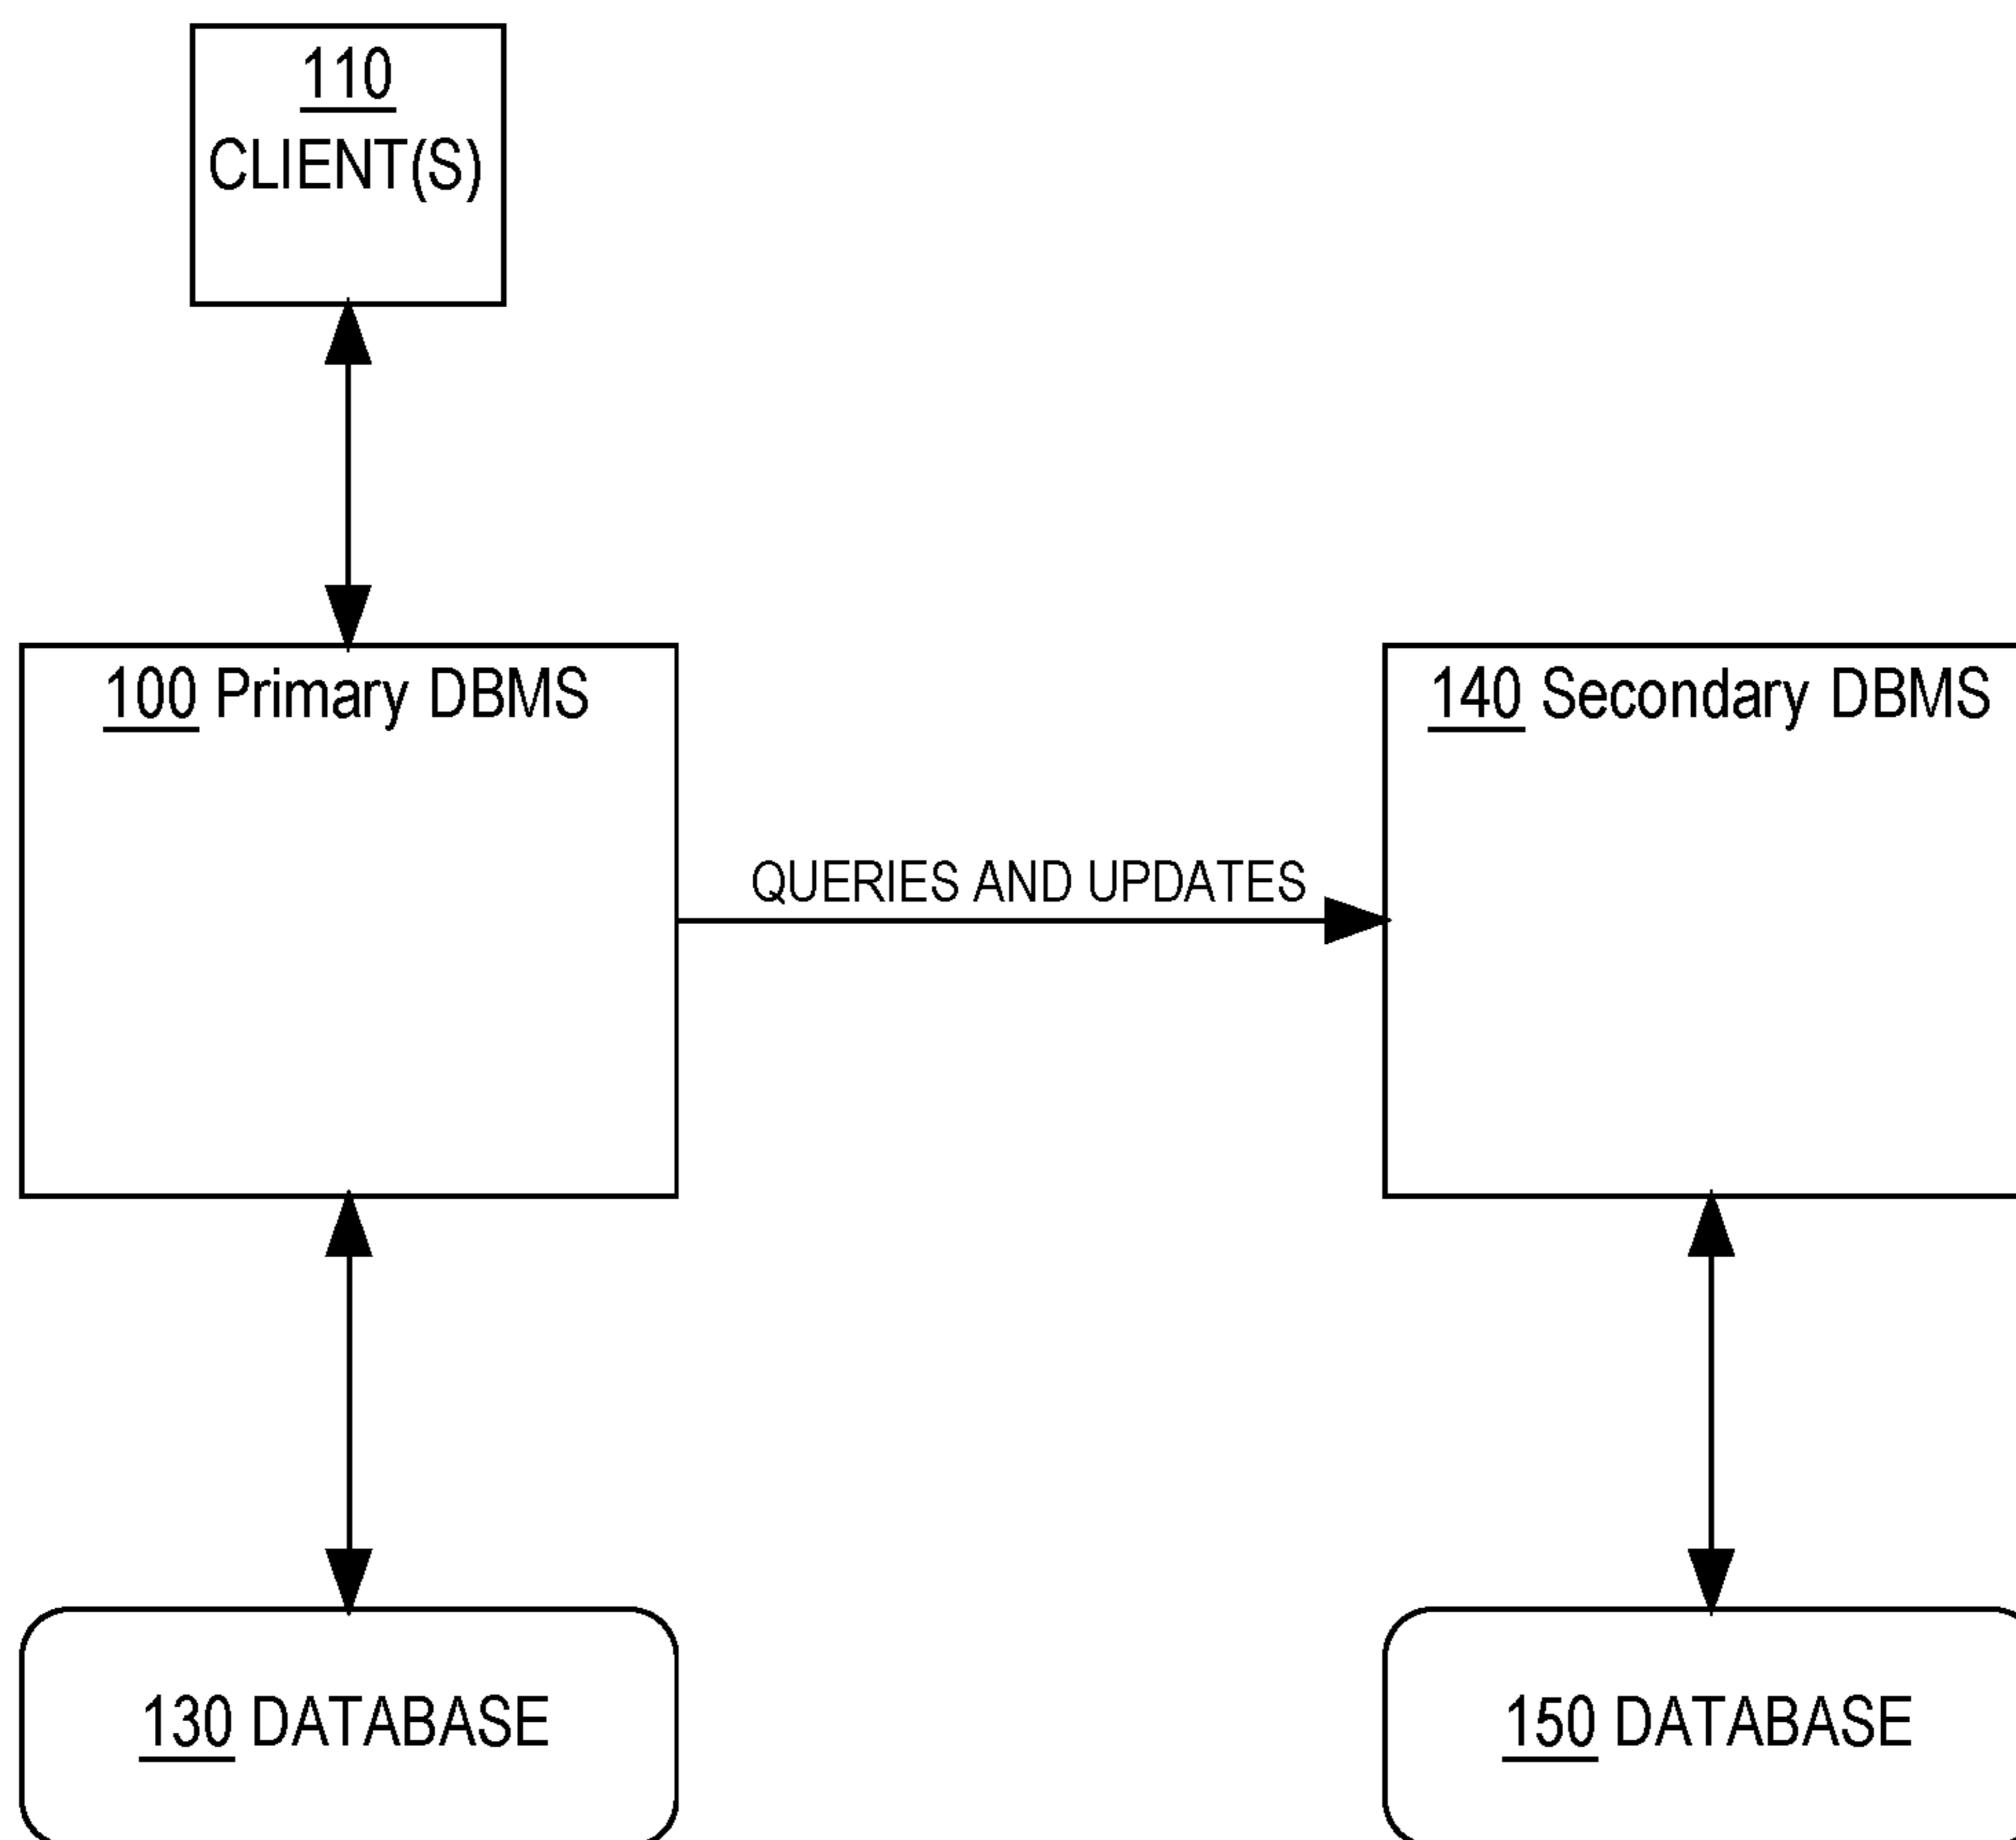 110
CLIENT(S)
100 Primary DBMS
140 Secondary DBMS
QUERIES AND UPDATES
130 DATABASE
150 DATABASE